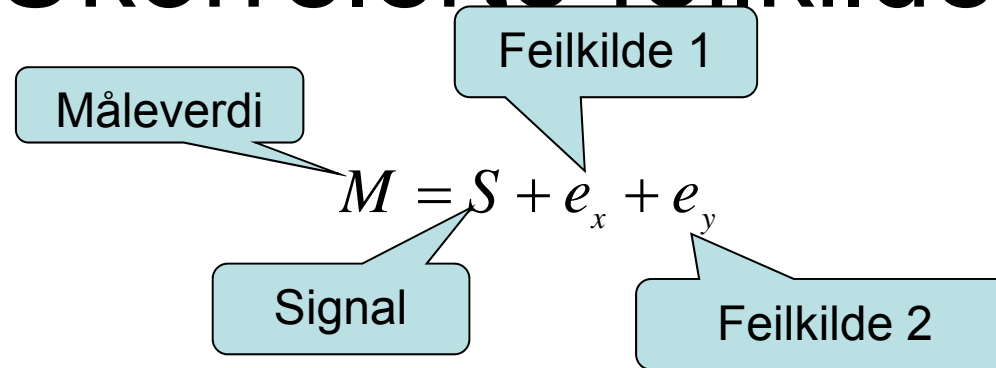 Feilkilde 1
Måleverdi
M = S + e_x + e_y
Signal
Feilkilde 2